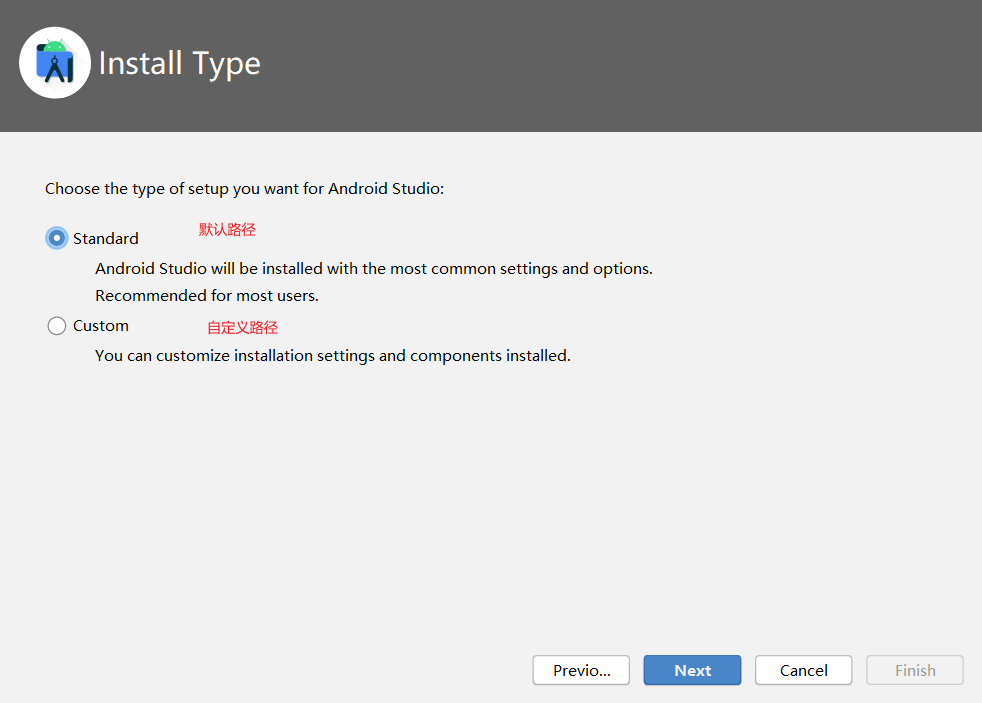 Install Type
Choose the type of setup you want for Android Studio:
Standard 默认路径
Android Studio will be installed with the most common settings and options.
Recommended for most users.
Custom 自定义路径
You can customize installation settings and components installed.
Previo... Next Cancel Finish